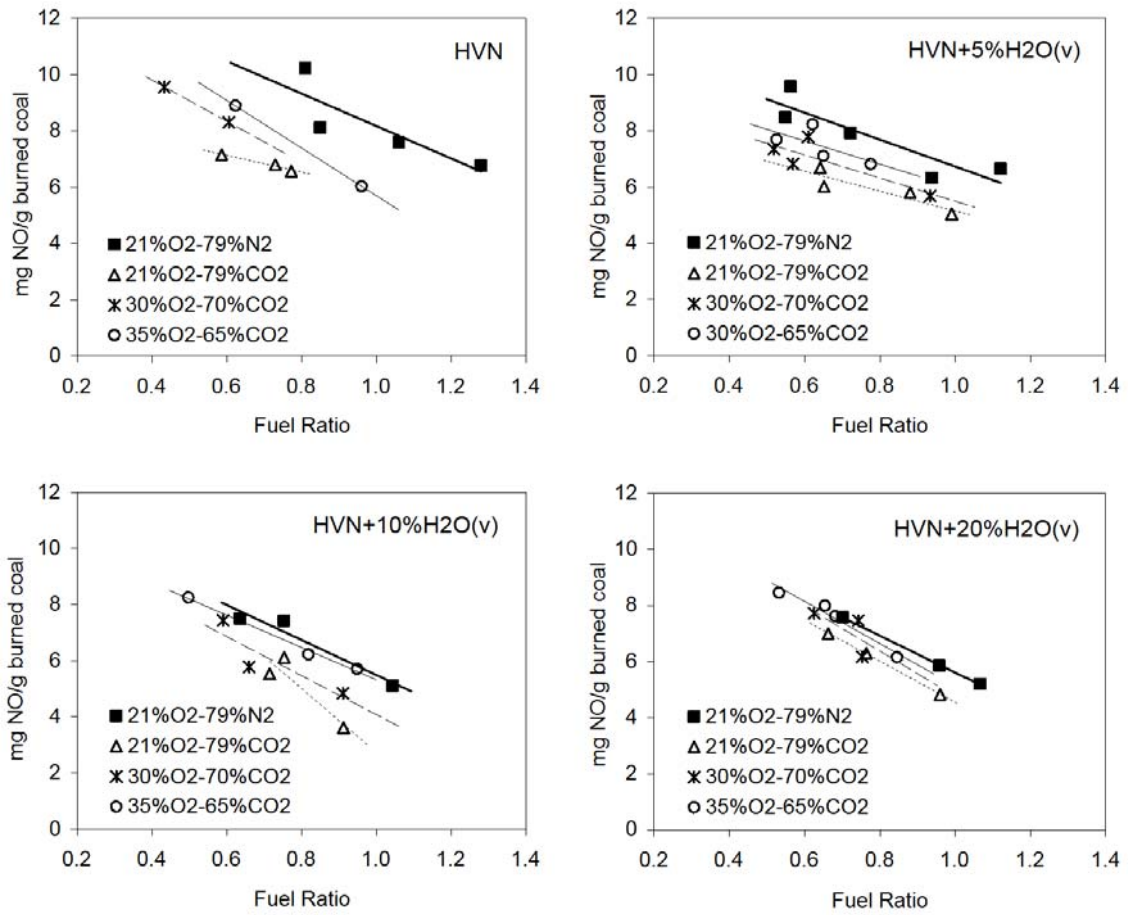 HVN
mg NO/g burned coal
12
10
8
6
4
2
0
21%O2-79%N2
21%O2-79%CO2
30%O2-70%CO2
35%O2-65%CO2
0.2 0.4 0.6 0.8 1.0 1.2 1.4
Fuel Ratio
HVN+5%H2O(v)
mg NO/g burned coal
12
10
8
6
4
2
0
21%O2-79%N2
21%O2-79%CO2
30%O2-70%CO2
30%O2-65%CO2
0.2 0.4 0.6 0.8 1.0 1.2 1.4
Fuel Ratio
HVN+10%H2O(v)
mg NO/g burned coal
12
10
8
6
4
2
0
21%O2-79%N2
21%O2-79%CO2
30%O2-70%CO2
35%O2-65%CO2
0.2 0.4 0.6 0.8 1.0 1.2 1.4
Fuel Ratio
HVN+20%H2O(v)
mg NO/g burned coal
12
10
8
6
4
2
0
21%O2-79%N2
21%O2-79%CO2
30%O2-70%CO2
35%O2-65%CO2
0.2 0.4 0.6 0.8 1.0 1.2 1.4
Fuel Ratio